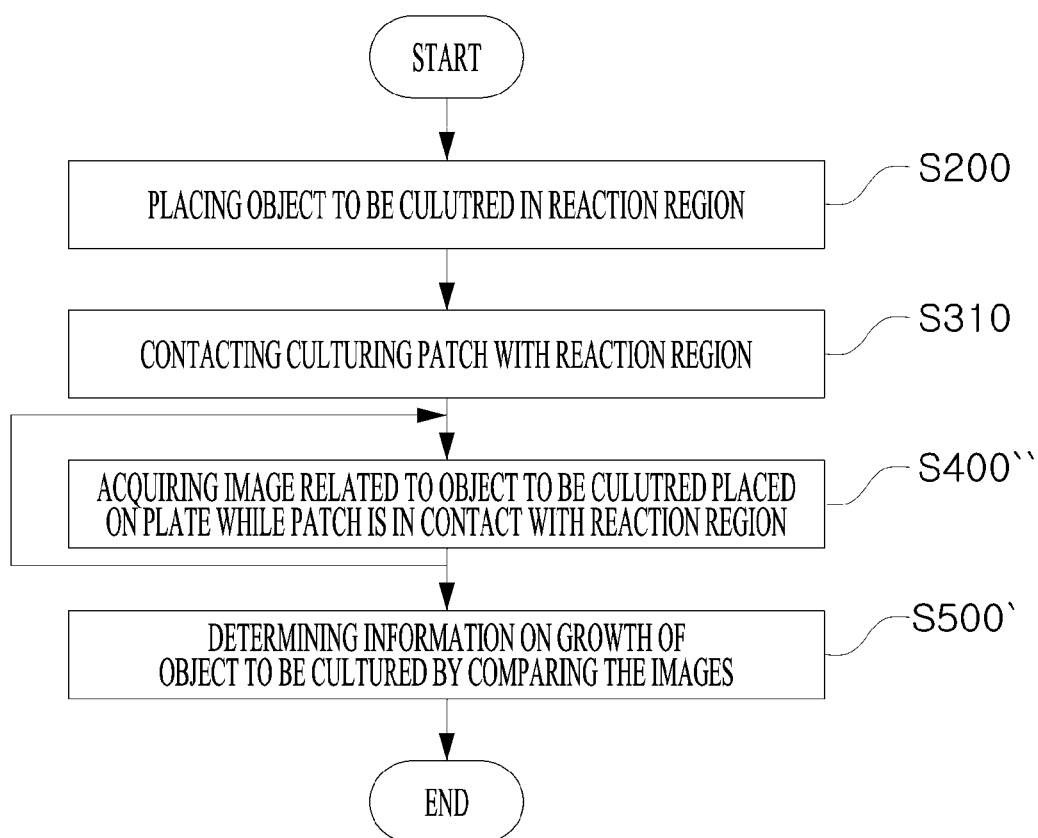 START
PLACING OBJECT TO BE CULUTRED IN REACTION REGION
S200
CONTACTING CULTURING PATCH WITH REACTION REGION
S310
ACQUIRING IMAGE RELATED TO OBJECT TO BE CULUTRED PLACED
ON PLATE WHILE PATCH IS IN CONTACT WITH REACTION REGION
S400``
DETERMINING INFORMATION ON GROWTH OF
OBJECT TO BE CULTURED BY COMPARING THE IMAGES
S500`
END